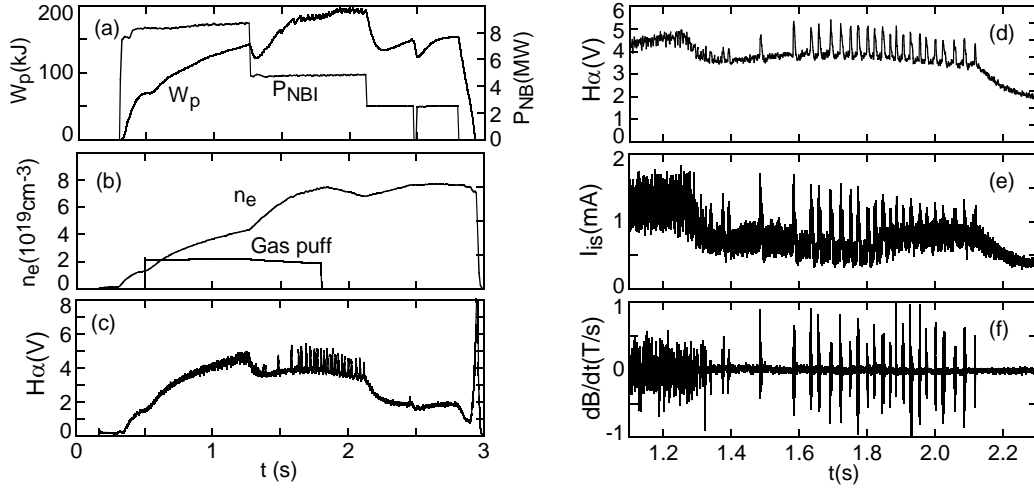 (a)
200
100
0
Wp(kJ)
Wp
PNBI
8
6
4
2
0
PNB(MW)
(b)
8
6
4
2
0
ne(10^19cm-3)
ne
Gas puff
(c)
8
6
4
2
0
Hα(V)
0
1
2
3
t (s)
(d)
6
5
4
3
2
1
0
Hα(V)
(e)
2
1
0
Iis(mA)
(f)
1
0
-1
dB/dt(T/s)
1.2
1.4
1.6
1.8
2.0
2.2
t(s)